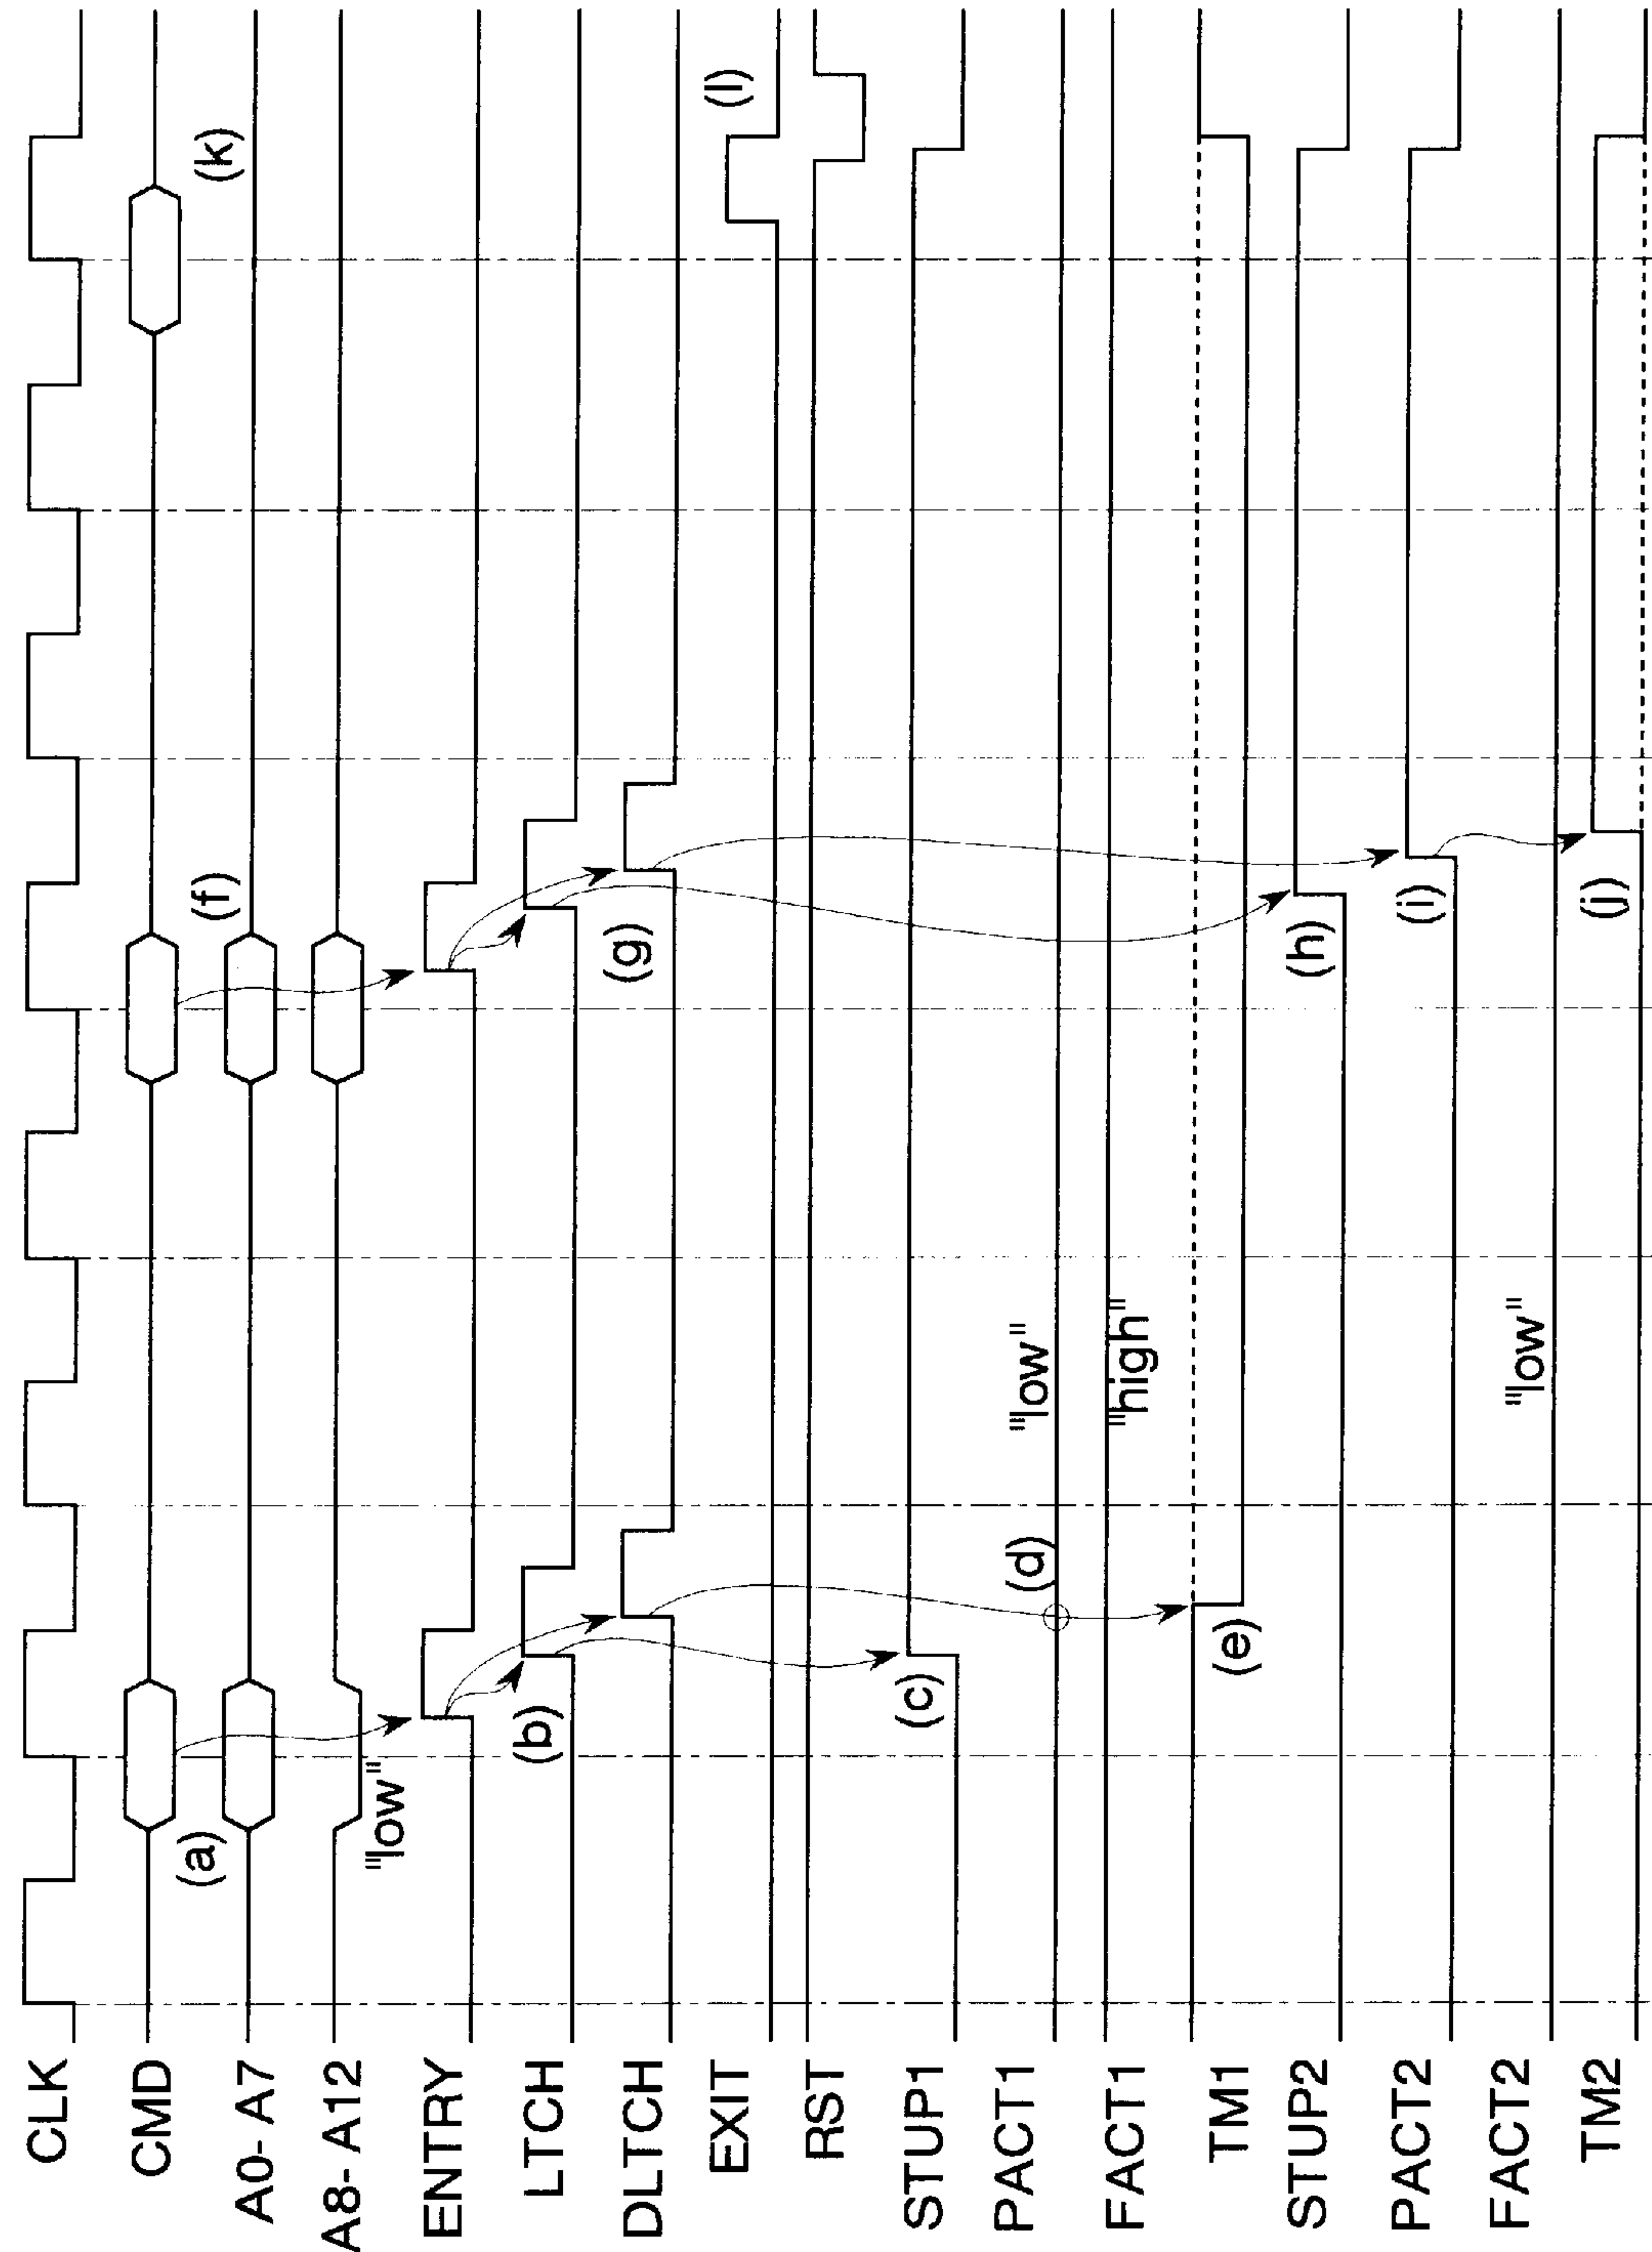 CLK
CMD
(a)
(f)
(k)
A0- A7
A8- A12
"low"
ENTRY
LTCH
(b)
DLTCH
(g)
EXIT
(l)
RST
STUP1
(c)
PACT1
(d)
"low"
FACT1
"high"
TM1
(e)
STUP2
(h)
PACT2
(i)
FACT2
"low"
TM2
(j)